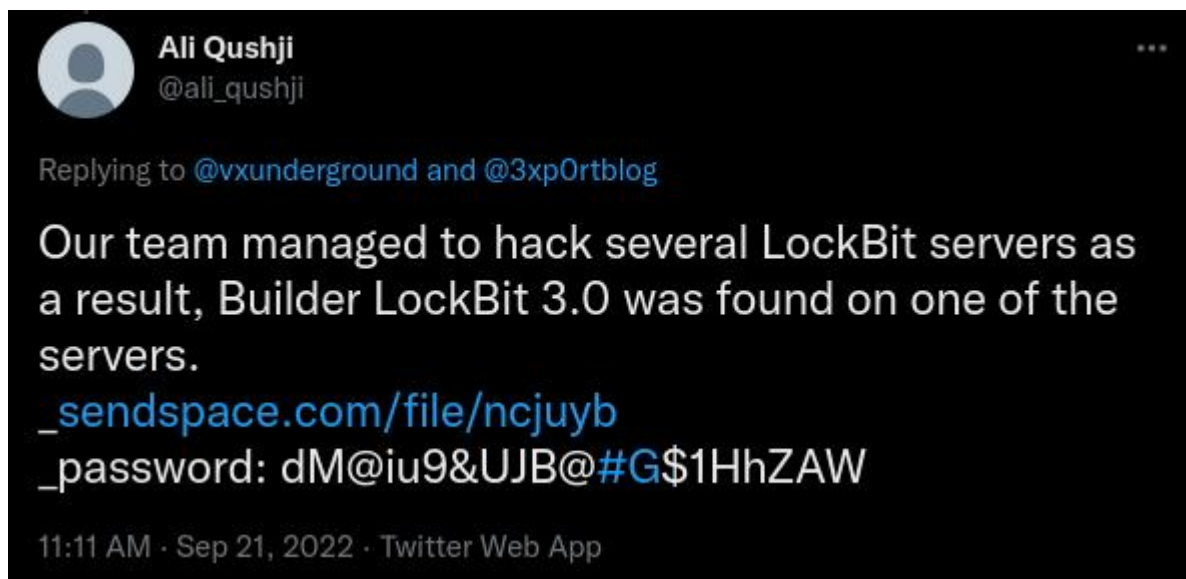 Ali Qushji
@ali_qushji
Replying to @vxunderground and @3xp0rtblog
Our team managed to hack several LockBit servers as
a result, Builder LockBit 3.0 was found on one of the
servers.
_sendspace.com/file/ncjuyb
_password: dM@iu9&UJB@#G$1HhZAW
11:11 AM · Sep 21, 2022 · Twitter Web App